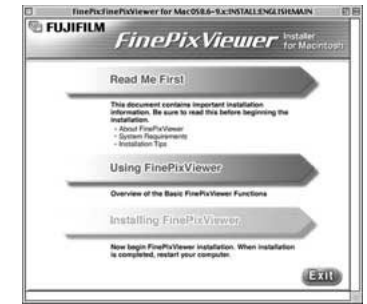 FinePix:FinePixViewer for MacOS8.6-9.x:INSTALL:ENGLISH:MAIN
FUJIFILM
FinePixViewer Installer for Macintosh
Read Me First
This document contains important installation
information. Be sure to read this before beginning the
installation.
- About FinePixViewer
- System Requirements
- Installation Tips
Using FinePixViewer
Overview of the Basic FinePixViewer Functions
Installing FinePixViewer
Now begin FinePixViewer installation. When installation
is completed, restart your computer.
Exit